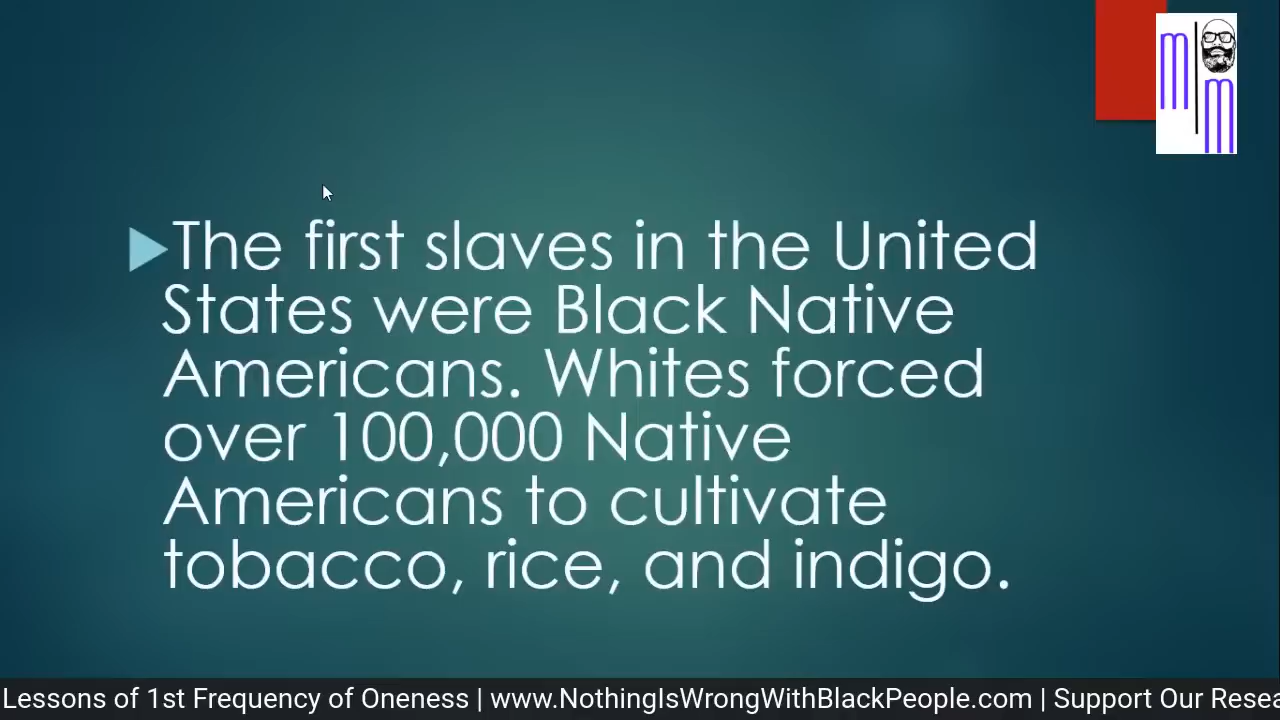 m
m
The first slaves in the United
States were Black Native
Americans. Whites forced
over 100,000 Native
Americans to cultivate
tobacco, rice, and indigo.
Lessons of 1st Frequency of Oneness | www.NothingIsWrongWithBlackPeople.com | Support Our